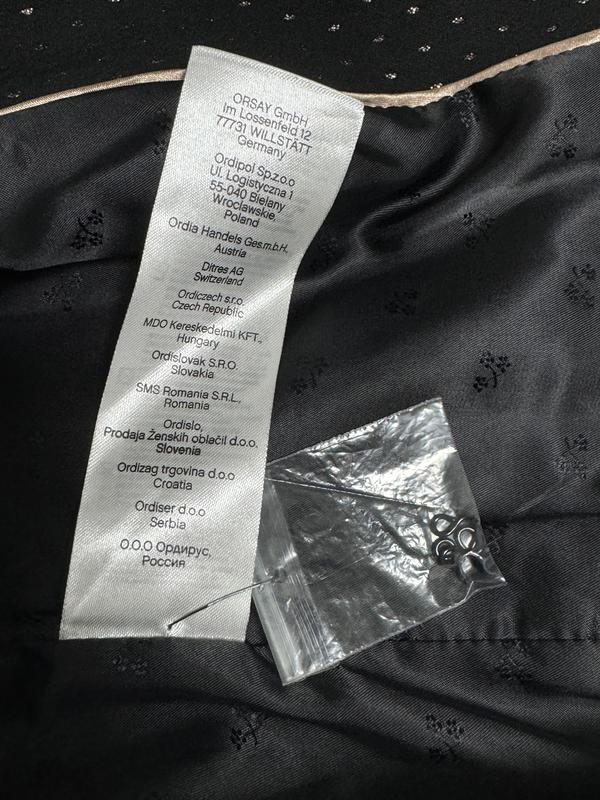 ORSAY GmbH
Im Lossenfeld 12
77731 WILLSTÄTT
Germany
Ordipol Sp.z.o.o
Ul. Logistyczna 1
55-040 Bielany
Wrocławskie,
Poland
Ordia Handels Ges.m.b.H.,
Austria
Ditres AG
Switzerland
Ordiczech s.r.o.
Czech Republic
MDO Kereskedelmi KFT.,
Hungary
Ordislovak S.R.O.
Slovakia
SMS Romania S.R.L.,
Romania
Ordislo,
Prodaja Ženskih oblačil d.o.o.
Slovenia
Ordizag trgovina d.o.o
Croatia
Ordiser d.o.o
Serbia
О.О.О Ордирус,
Россия